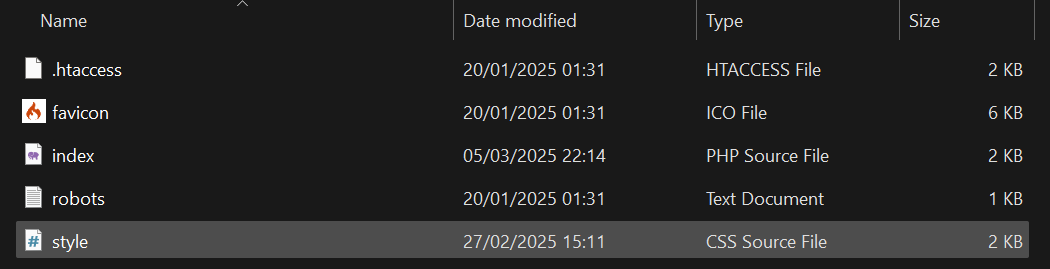 Name Date modified Type Size
.htaccess 20/01/2025 01:31 HTACCESS File 2 KB
favicon 20/01/2025 01:31 ICO File 6 KB
index 05/03/2025 22:14 PHP Source File 2 KB
robots 20/01/2025 01:31 Text Document 1 KB
# style 27/02/2025 15:11 CSS Source File 2 KB